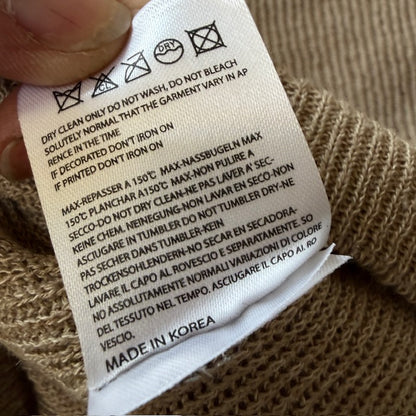 DRY
DRY CLEAN ONLY DO NOT WASH, DO NOT BLEACH
SOLUTELY NORMAL THAT THE GARMENT VARY IN AP
RENCE IN THE TIME
IF DECORATED DON'T IRON ON
IF PRINTED DON'T IRON ON
MAX-REPASSER A 150℃ MAX-NASSBUGELN MAX
150℃ PLANCHAR A150℃ MAX-NON PULIRE A
SECCO-DO NOT DRY CLEAN-NE PAS LAVER A' SEC-
KEINE CHEM. NEINEGUNG-NON LAVAR EN SECO-NON
ASCIUGARE IN TUMBLER-DO NOT TUMBLER DRY-NE
PAS SECHER DANS TUMBLER-KEIN
TROCKENSOHLENDERN-NO SECAR EN SECADORA-
LAVARE IL CAPO AL ROVESCIO E SEPARATAMENTE. SO
NO ASSOLUTAMENTE NORMALI VARIAZIONI DI COLORE
DEL TESSUTO NEL TEMPO. ASCIUGARE IL CAPO AL RO
VESCIO.
MADE IN KOREA